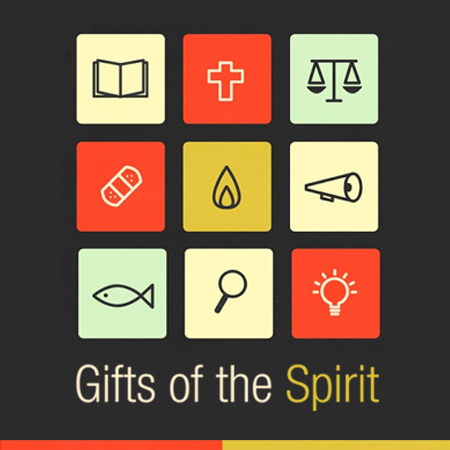 Gifts of the Spirit